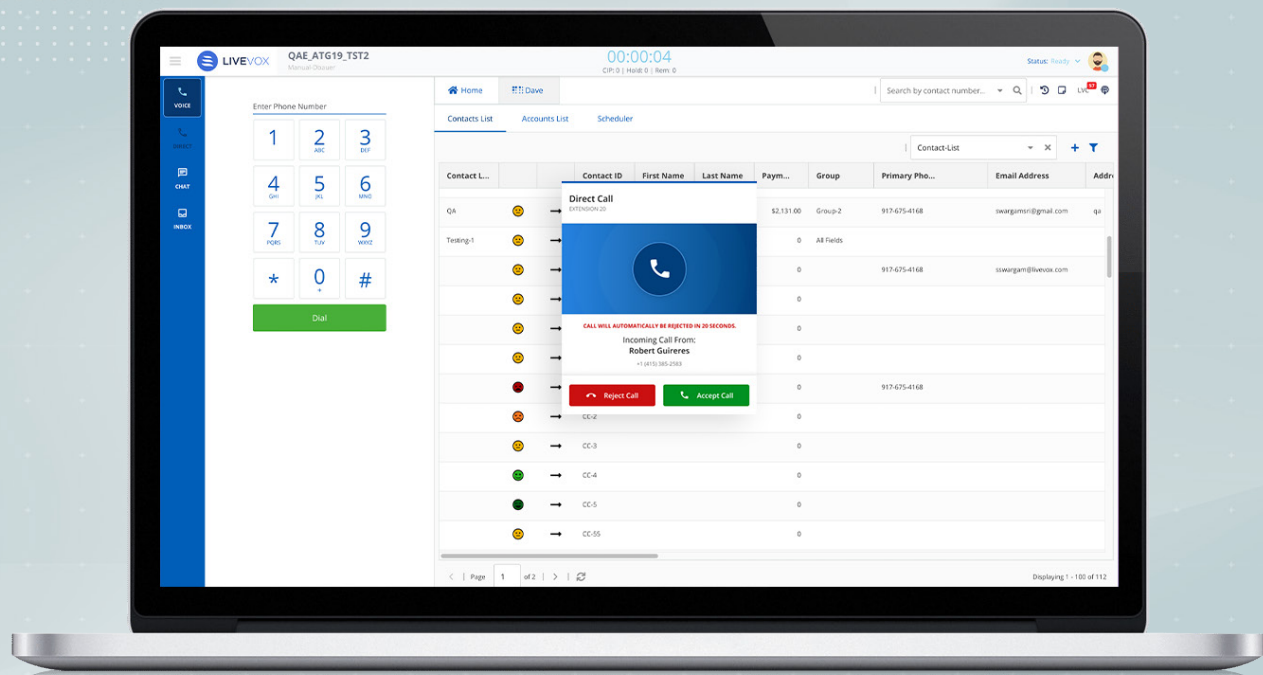 LIVEVOX
QAE_ATG19_TST2
Manual Dialer
00:00:04
CIP: 0 | Hold: 0 | Rem: 0
Status: Ready
VOICE
DIRECT
CHAT
INBOX
Enter Phone Number
1
2
ABC
3
DEF
4
GHI
5
JKL
6
MNO
7
PQRS
8
TUV
9
WXYZ
*
0
+
#
Dial
Home
Dave
Search by contact number...
LVC
Contacts List
Accounts List
Scheduler
Contact-List
Contact L... Contact ID First Name Last Name Paym... Group Primary Pho... Email Address Addre
QA $2,131.00 Group-2 917-675-4168 swargamsri@gmail.com qa
Testing-1 0 All Fields
0 917-675-4168 sswargam@livevox.com
0
0
0
0 917-675-4168
CC-2 0
CC-3 0
CC-4 0
CC-5 0
CC-55 0
Direct Call
EXTENSION 20
CALL WILL AUTOMATICALLY BE REJECTED IN 20 SECONDS.
Incoming Call From:
Robert Guireres
+1 (415) 385-2583
Reject Call
Accept Call
Page 1 of 2
Displaying 1 - 100 of 112